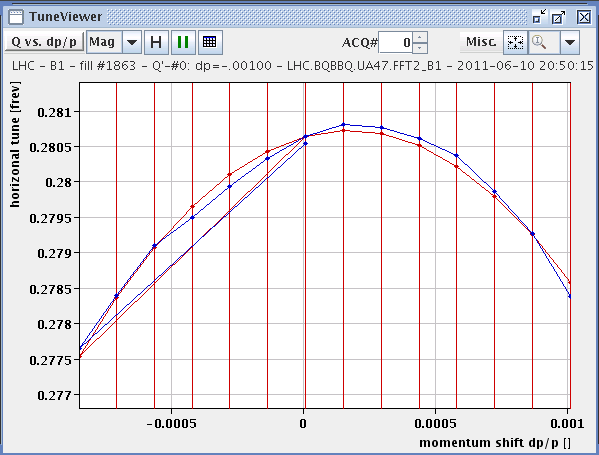 TuneViewer
Q vs. dp/p Mag H ACQ# 0 Misc.
LHC - B1 - fill #1863 - Q'-#0: dp=-.00100 - LHC.BQBBQ.UA47.FFT2_B1 - 2011-06-10 20:50:15
horizonal tune [frev]
0.281
0.2805
0.28
0.2795
0.279
0.2785
0.278
0.2775
0.277
-0.0005 0 0.0005 0.001
momentum shift dp/p []